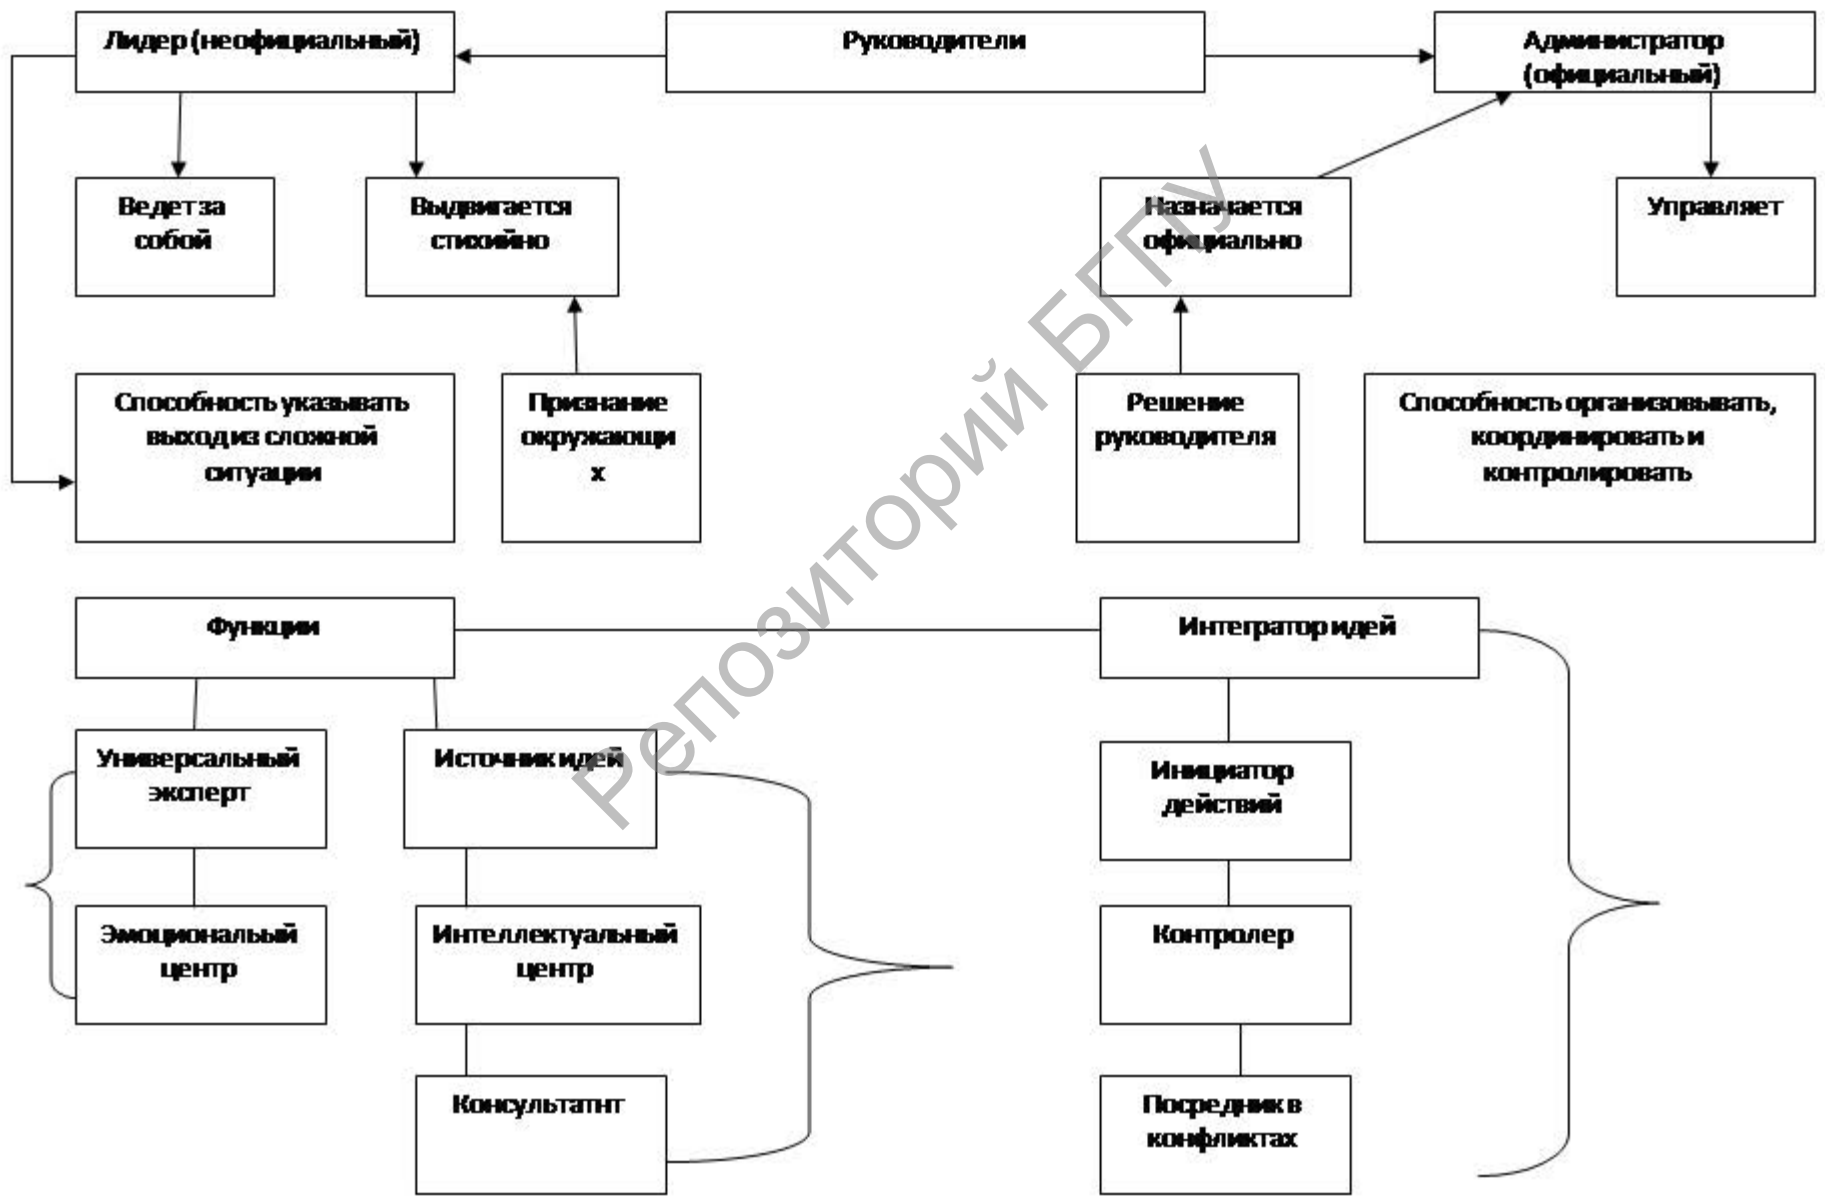 Лидер (неофициальный)
Руководители
Администратор
(официальный)
Ведет за
собой
Выдвигается
стихийно
Назначается
официально
Управляет
Способность указывать
выход из сложной
ситуации
Признание
окружающи
х
Решение
руководителя
Способность организовывать,
координировать и
контролировать
Функции
Интегратор идей
Универсальный
эксперт
Источник идей
Инициатор
действий
Эмоциональый
центр
Интеллектуальный
центр
Контролер
Консультатнт
Посредник в
конфликтах
Репозиторий БГПУ